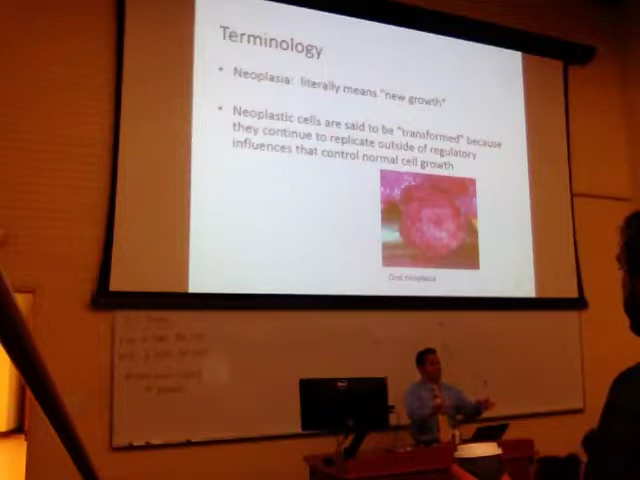 Terminology
• Neoplasia: literally means "new growth"
• Neoplastic cells are said to be "transformed" because
they continue to replicate outside of regulatory
influences that control normal cell growth
Oral neoplasia
DELL